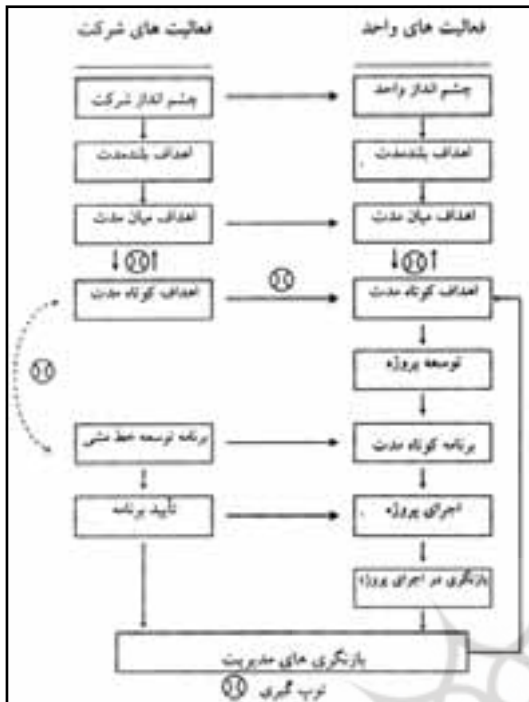 فعالیت های واحد
فعالیت های شرکت
چشم انداز واحد
چشم انداز شرکت
اهداف بلندمدت
اهداف بلندمدت
اهداف میان مدت
اهداف میان مدت
اهداف کوتاه مدت
اهداف کوتاه مدت
توسعه پروژه
برنامه کوتاه مدت
برنامه توسعه خط مشی
اجرای پروژه
تأیید برنامه
بازنگری در اجرای پروژه
بازنگری های مدیریت
توپ گیری